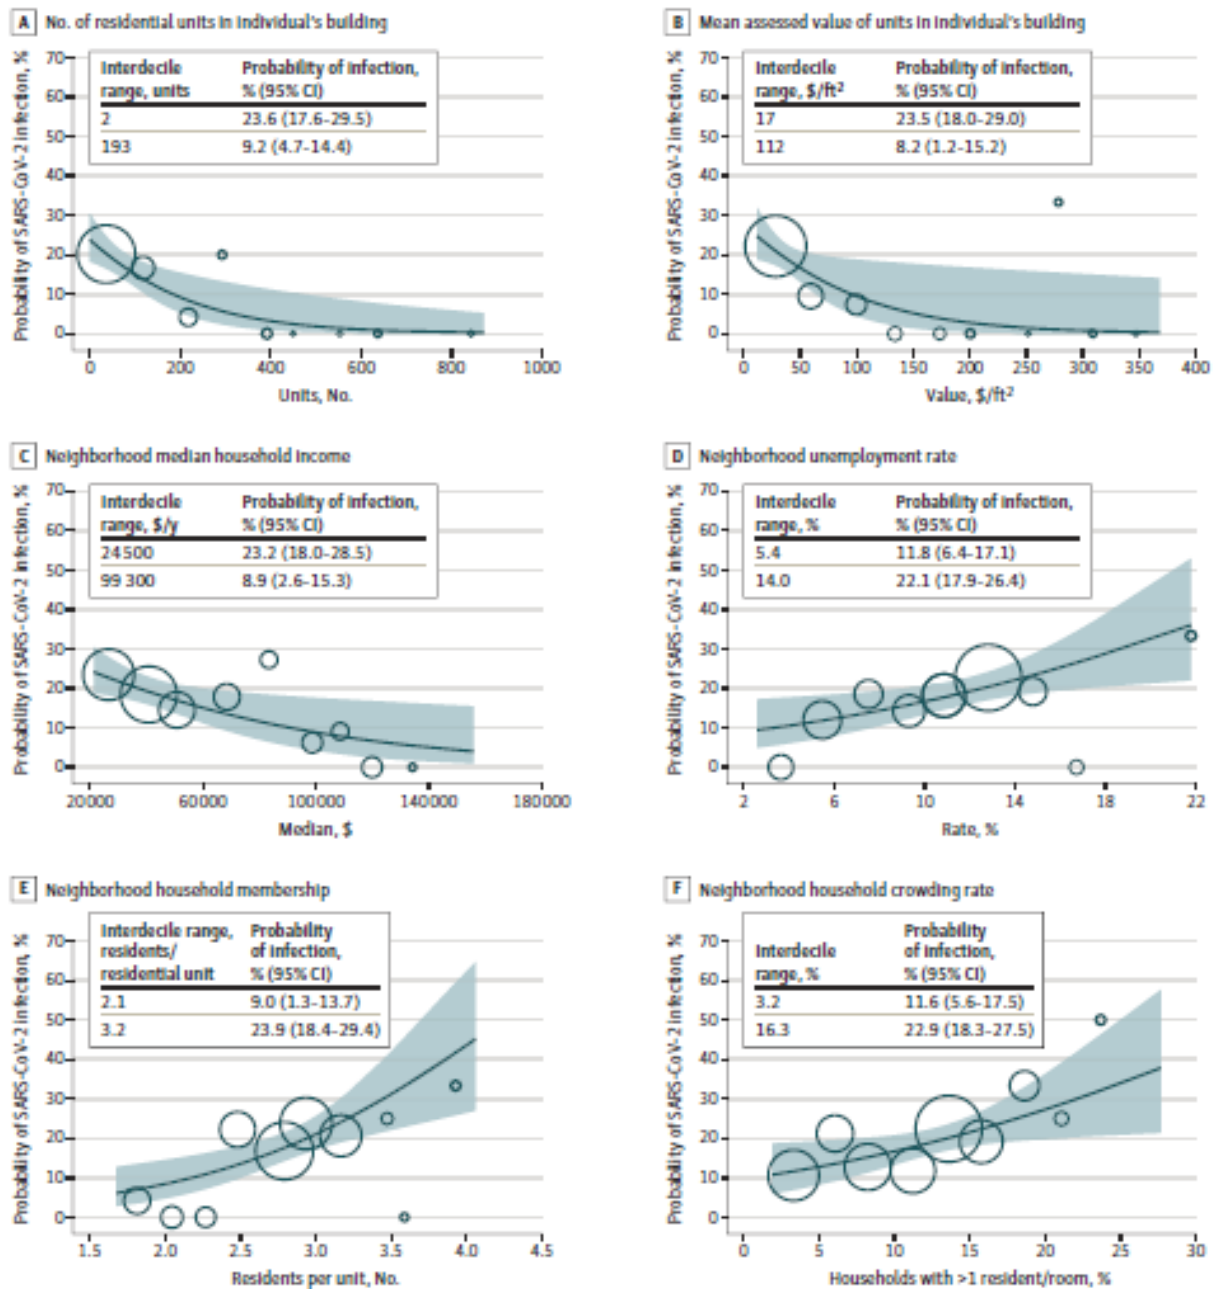 A No. of residential units in individual's building
Probability of SARS-CoV-2 infection, %
70
60
50
40
30
20
10
0
Interdecile range, units
Probability of infection, % (95% CI)
2 23.6 (17.6-29.5)
193 9.2 (4.7-14.4)
0 200 400 600 800 1000
Units, No.
B Mean assessed value of units in individual's building
Probability of SARS-CoV-2 infection, %
70
60
50
40
30
20
10
0
Interdecile range, $/ft²
Probability of infection, % (95% CI)
17 23.5 (18.0-29.0)
112 8.2 (1.2-15.2)
0 50 100 150 200 250 300 350 400
Value, $/ft²
C Neighborhood median household income
Probability of SARS-CoV-2 infection, %
70
60
50
40
30
20
10
0
Interdecile range, $/y
Probability of infection, % (95% CI)
24 500 23.2 (18.0-28.5)
99 300 8.9 (2.6-15.3)
20 000 60 000 100 000 140 000 180 000
Median, $
D Neighborhood unemployment rate
Probability of SARS-CoV-2 infection, %
70
60
50
40
30
20
10
0
Interdecile range, %
Probability of infection, % (95% CI)
5.4 11.8 (6.4-17.1)
14.0 22.1 (17.9-26.4)
2 6 10 14 18 22
Rate, %
E Neighborhood household membership
Probability of SARS-CoV-2 infection, %
70
60
50
40
30
20
10
0
Interdecile range, residents/ residential unit
Probability of infection, % (95% CI)
2.1 9.0 (1.3-13.7)
3.2 23.9 (18.4-29.4)
1.5 2.0 2.5 3.0 3.5 4.0 4.5
Residents per unit, No.
F Neighborhood household crowding rate
Probability of SARS-CoV-2 infection, %
70
60
50
40
30
20
10
0
Interdecile range, %
Probability of infection, % (95% CI)
3.2 11.6 (5.6-17.5)
16.3 22.9 (18.3-27.5)
0 5 10 15 20 25 30
Households with >1 resident/room, %